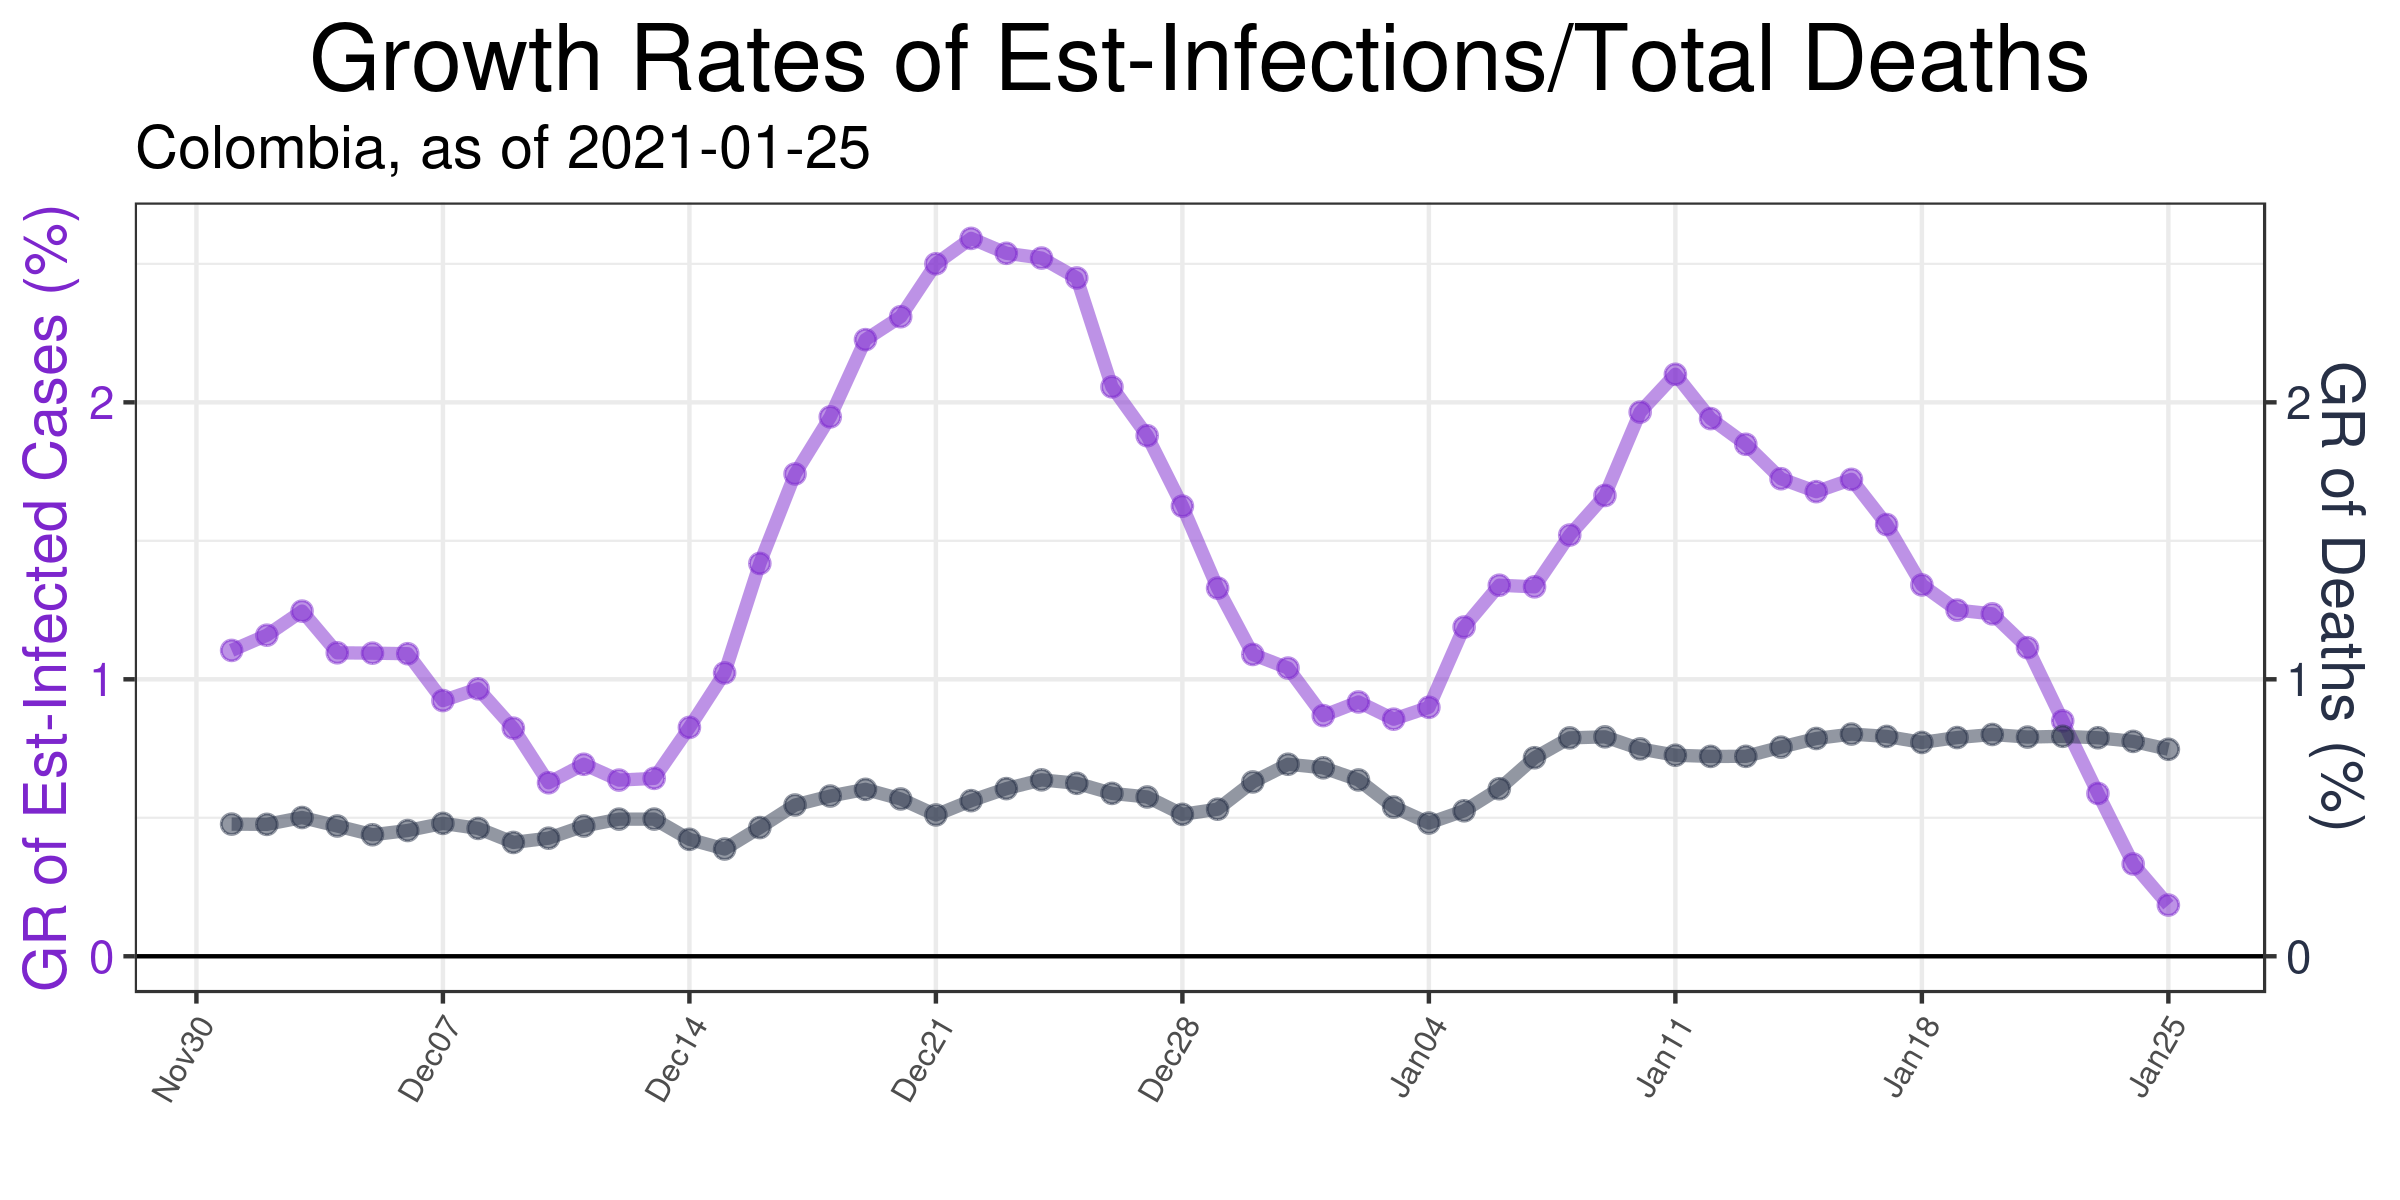 Growth Rates of Est-Infections/Total Deaths
Colombia, as of 2021-01-25
GR of Est-Infected Cases (%)
2
1
0
2
1
0
GR of Deaths (%)
Nov30
Dec07
Dec14
Dec21
Dec28
Jan04
Jan11
Jan18
Jan25